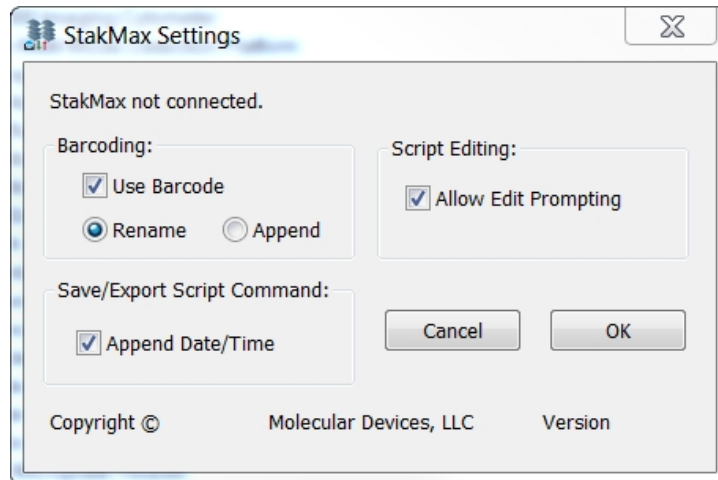 StakMax Settings
StakMax not connected.
Barcoding:
Use Barcode
Rename Append
Script Editing:
Allow Edit Prompting
Save/Export Script Command:
Append Date/Time
Cancel OK
Copyright © Molecular Devices, LLC Version